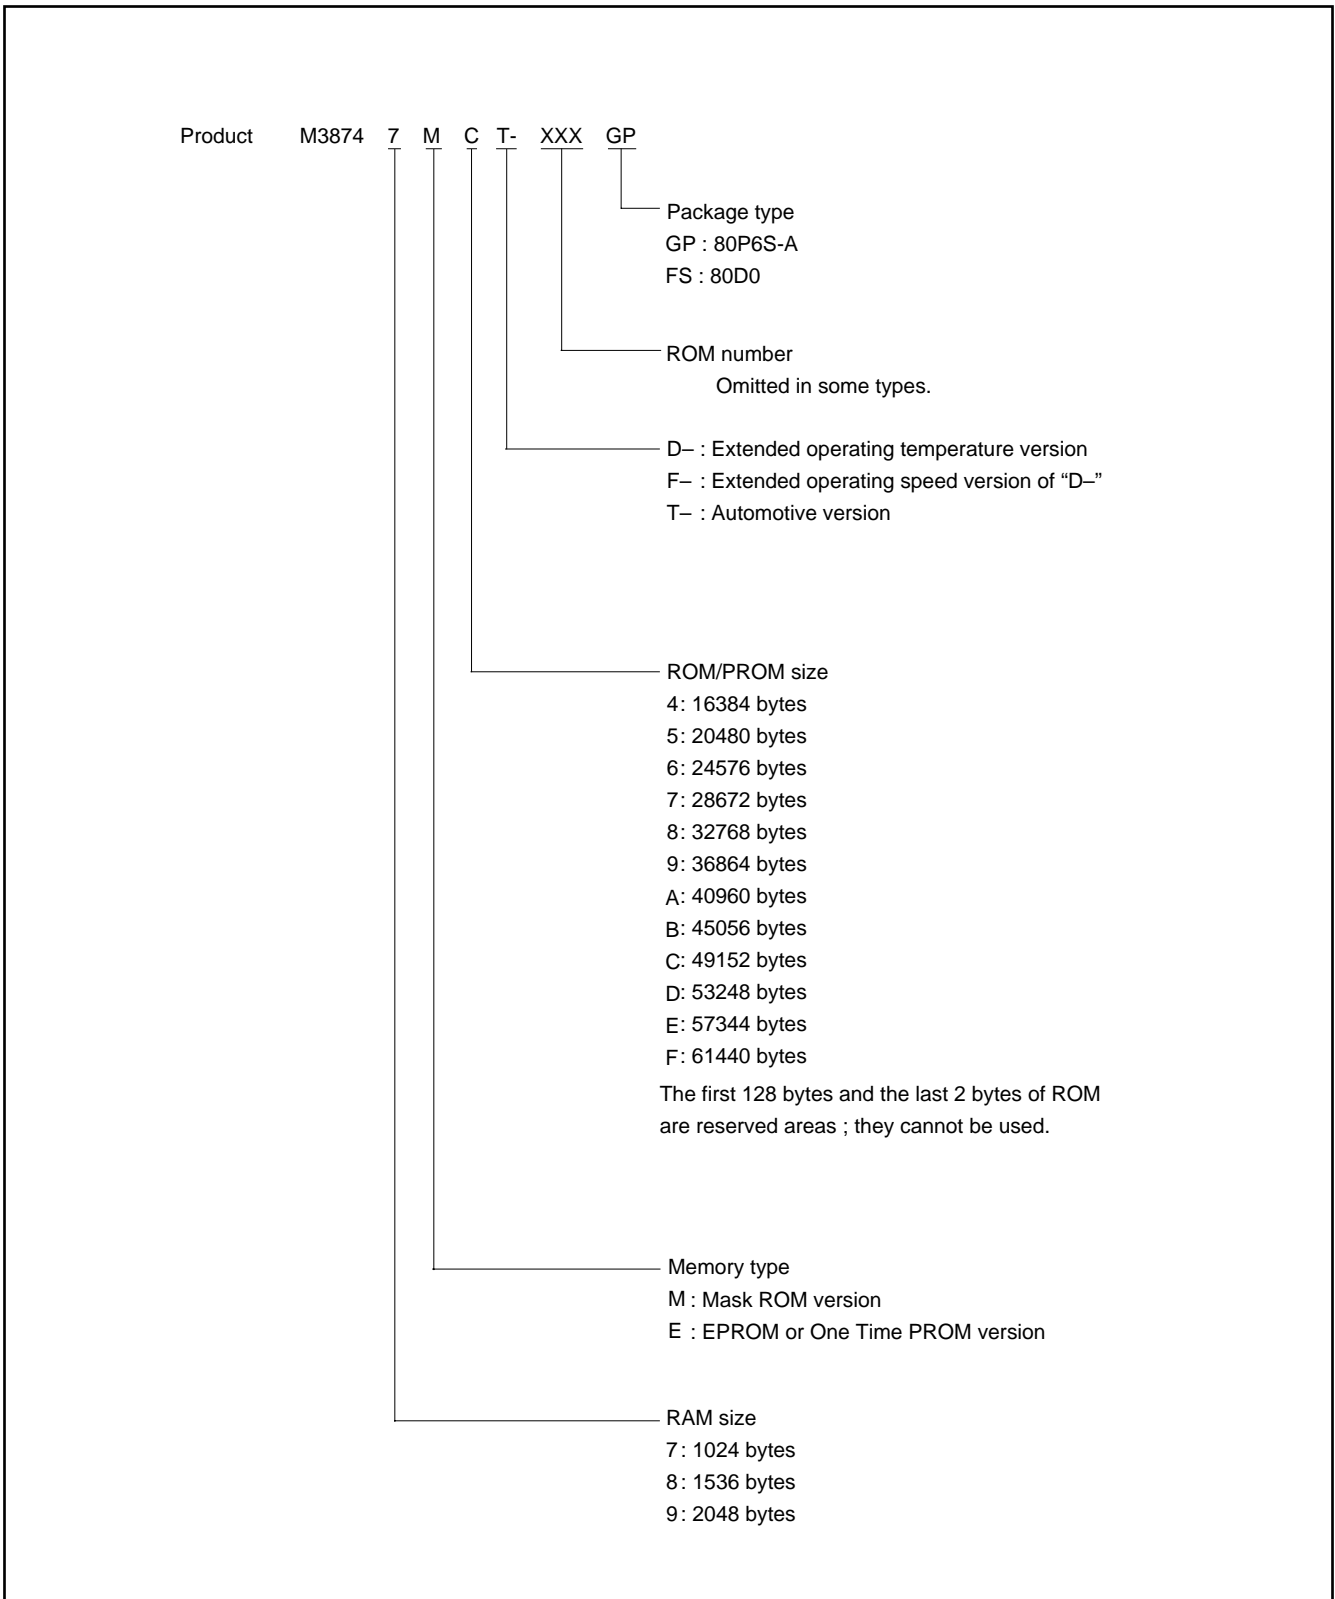 Product M3874 7 M C T- XXX GP
Package type
GP : 80P6S-A
FS : 80D0
ROM number
Omitted in some types.
D– : Extended operating temperature version
F– : Extended operating speed version of “D–”
T– : Automotive version
ROM/PROM size
4: 16384 bytes
5: 20480 bytes
6: 24576 bytes
7: 28672 bytes
8: 32768 bytes
9: 36864 bytes
A: 40960 bytes
B: 45056 bytes
C: 49152 bytes
D: 53248 bytes
E: 57344 bytes
F: 61440 bytes
The first 128 bytes and the last 2 bytes of ROM
are reserved areas ; they cannot be used.
Memory type
M : Mask ROM version
E : EPROM or One Time PROM version
RAM size
7: 1024 bytes
8: 1536 bytes
9: 2048 bytes